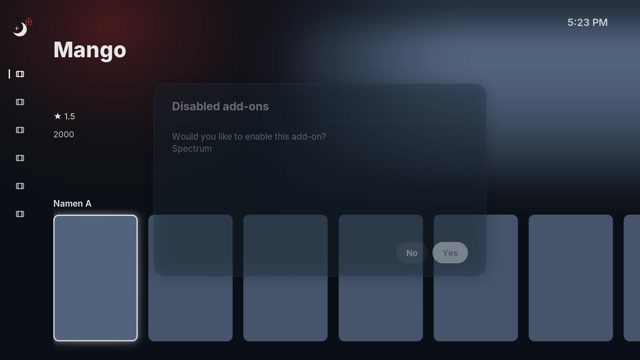 5:23 PM
Mango
★ 1.5
2000
Disabled add-ons
Would you like to enable this add-on?
Spectrum
No
Yes
Namen A